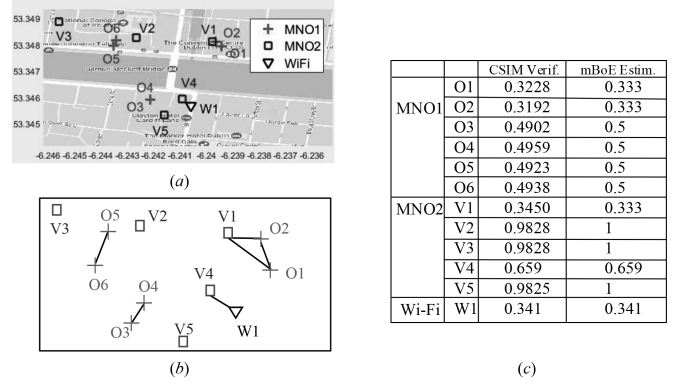 53.349
53.348
53.347
53.346
53.345
O6
V2
V1
O2
V3
O5
O1
O4
V4
O3
W1
V5
MNO1
MNO2
WiFi
-6.246 -6.245 -6.244 -6.243 -6.242 -6.241 -6.24 -6.239 -6.238 -6.237 -6.236
(a)
V3
O5
V2
V1
O2
O6
O1
O4
V4
O3
V5
W1
(b)
CSIM Verif. mBoE Estim.
MNO1 O1 0.3228 0.333
O2 0.3192 0.333
O3 0.4902 0.5
O4 0.4959 0.5
O5 0.4923 0.5
O6 0.4938 0.5
MNO2 V1 0.3450 0.333
V2 0.9828 1
V3 0.9828 1
V4 0.659 0.659
V5 0.9825 1
Wi-Fi W1 0.341 0.341
(c)